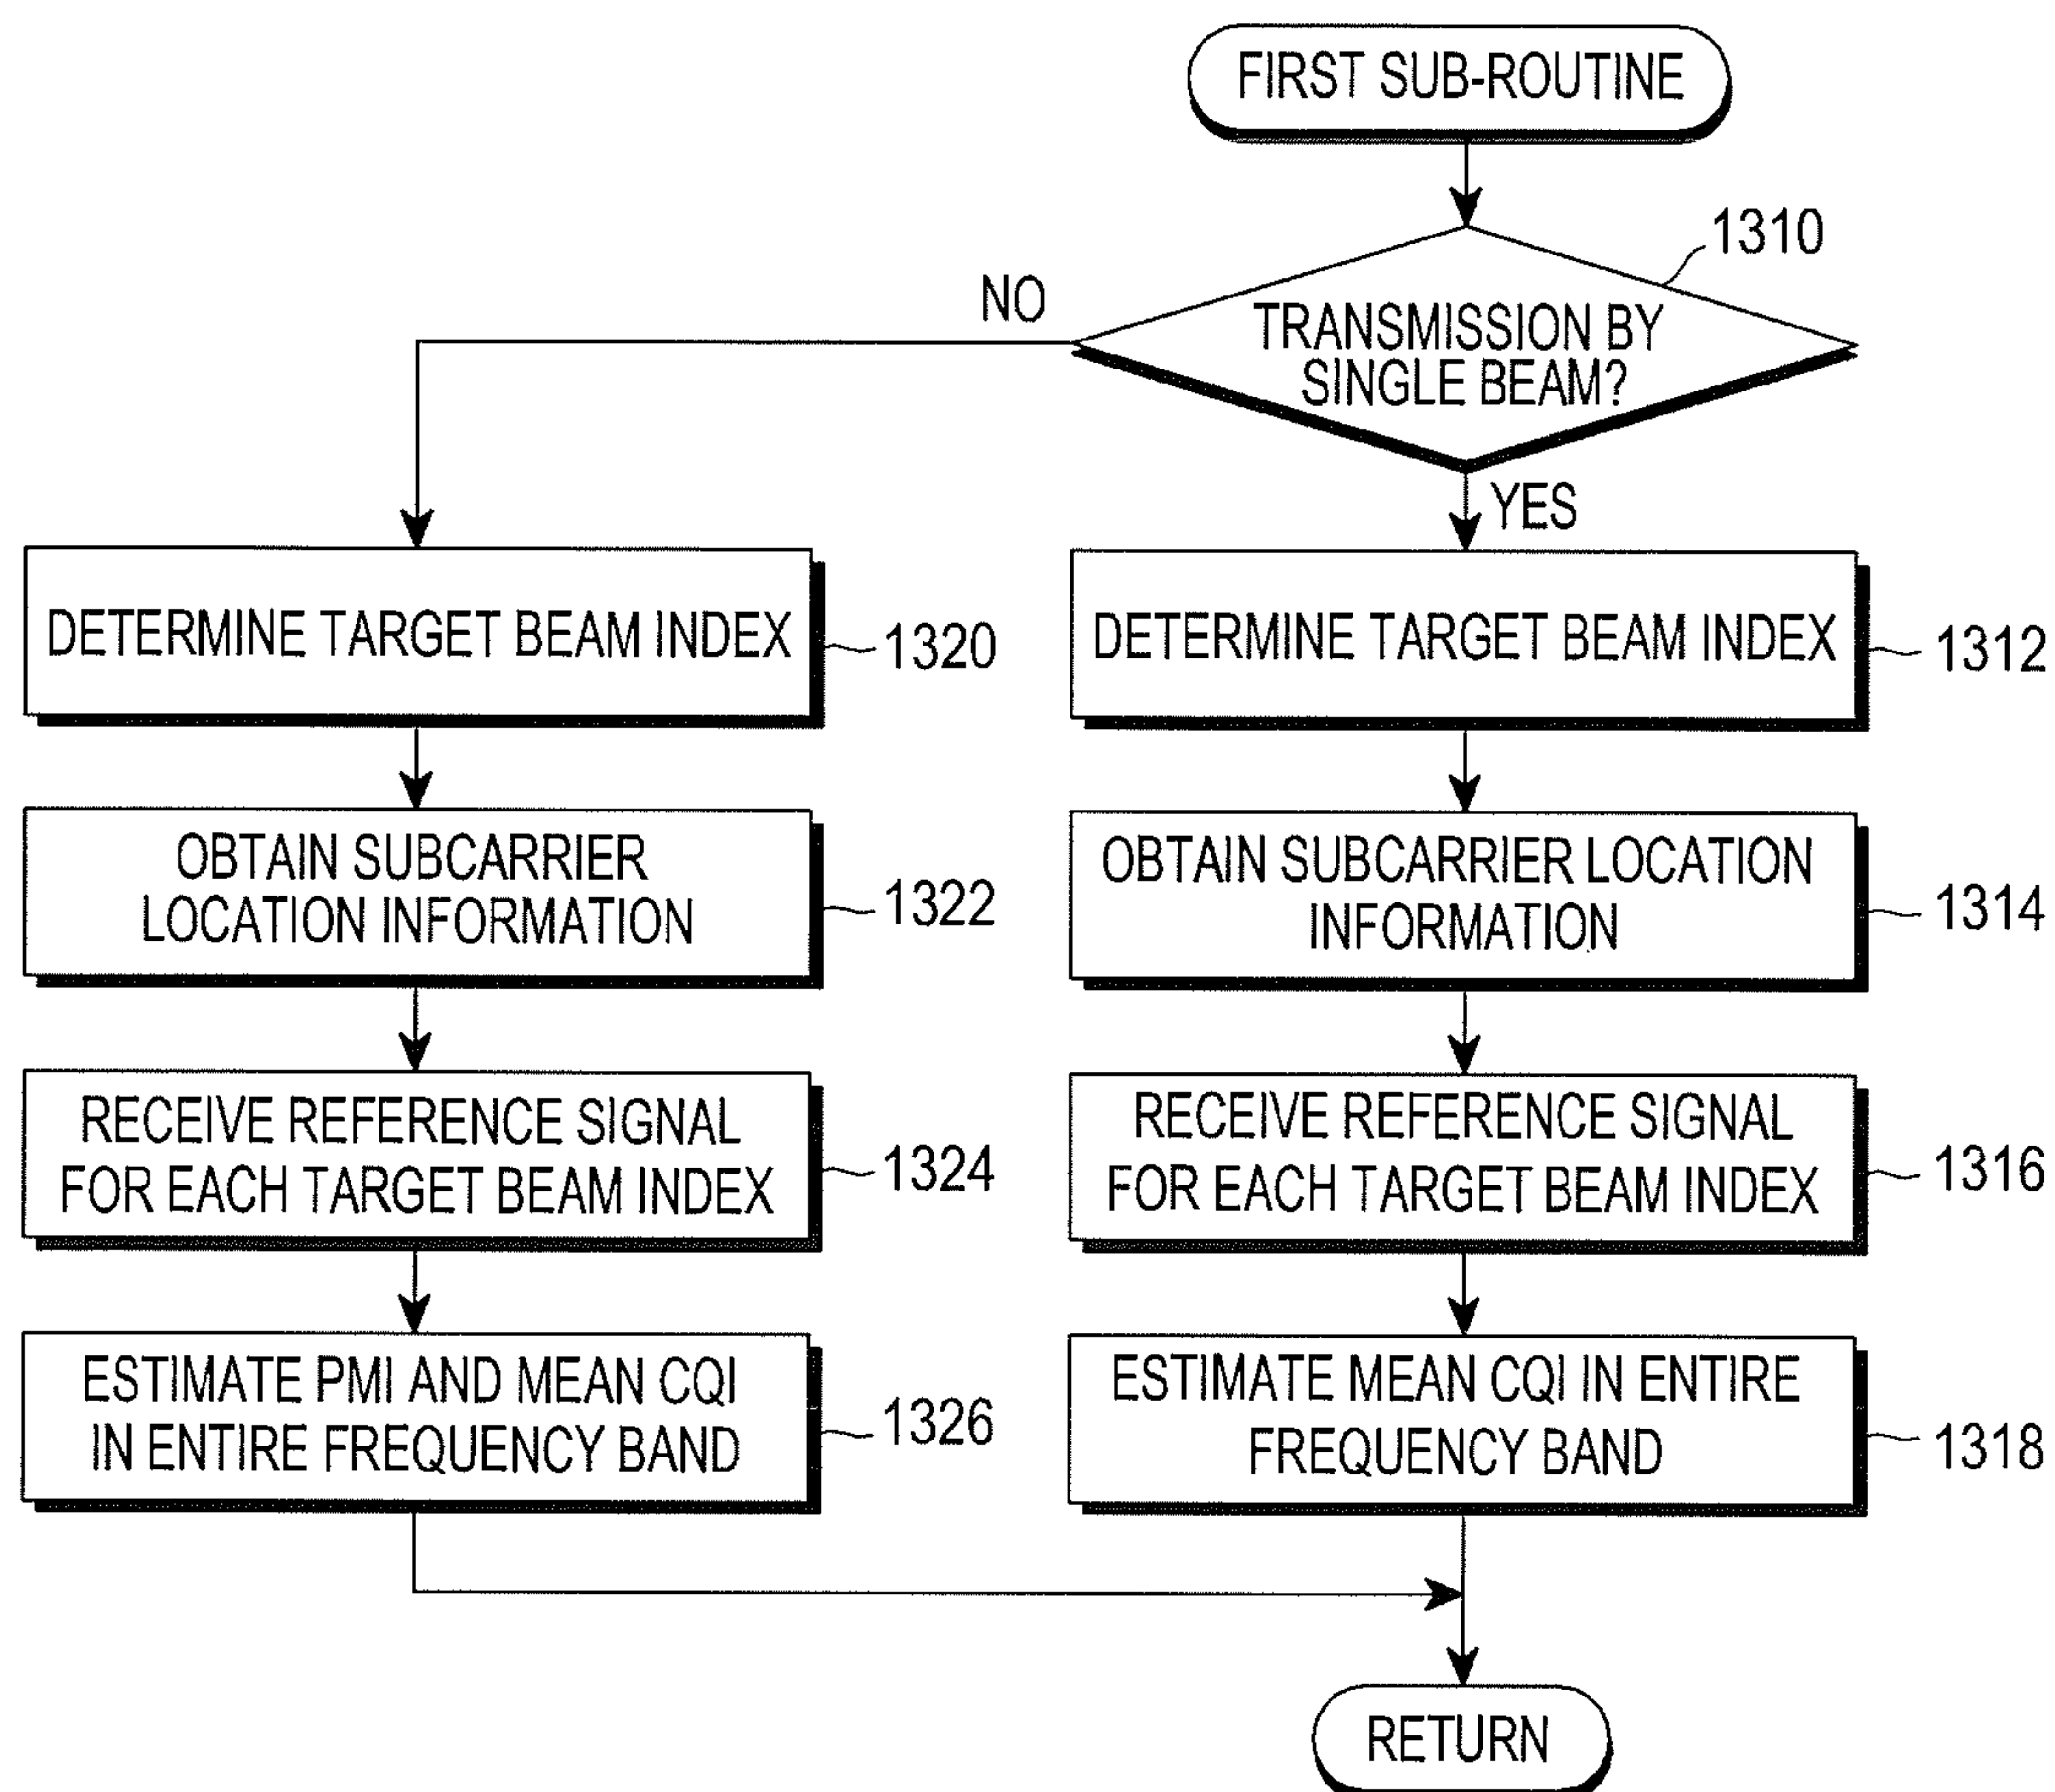 FIRST SUB-ROUTINE
1310
TRANSMISSION BY
SINGLE BEAM?
NO
YES
DETERMINE TARGET BEAM INDEX
1320
OBTAIN SUBCARRIER
LOCATION INFORMATION
1322
RECEIVE REFERENCE SIGNAL
FOR EACH TARGET BEAM INDEX
1324
ESTIMATE PMI AND MEAN CQI
IN ENTIRE FREQUENCY BAND
1326
DETERMINE TARGET BEAM INDEX
1312
OBTAIN SUBCARRIER LOCATION
INFORMATION
1314
RECEIVE REFERENCE SIGNAL
FOR EACH TARGET BEAM INDEX
1316
ESTIMATE MEAN CQI IN ENTIRE
FREQUENCY BAND
1318
RETURN